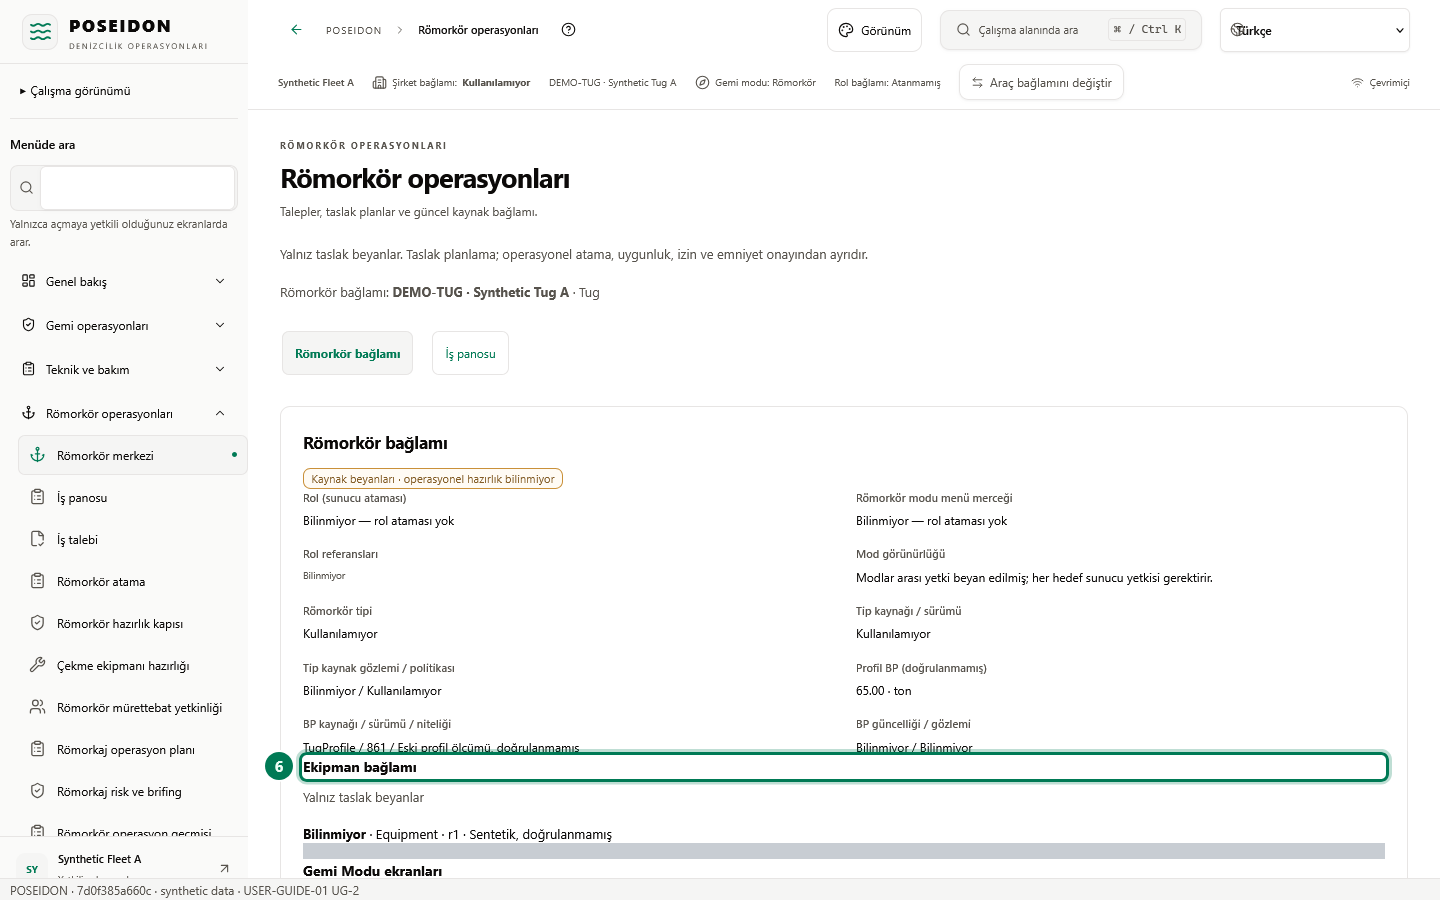 POSEIDON
DENİZCİLİK OPERASYONLARI
Çalışma görünümü
Menüde ara
Yalnızca açmaya yetkili olduğunuz ekranlarda arar.
Genel bakış
Gemi operasyonları
Teknik ve bakım
Römorkör operasyonları
Römorkör merkezi
İş panosu
İş talebi
Römorkör atama
Römorkör hazırlık kapısı
Çekme ekipmanı hazırlığı
Römorkör mürettebat yetkinliği
Römorkaj operasyon planı
Römorkaj risk ve brifing
Römorkör operasyon geçmişi
SY
Synthetic Fleet A
POSEIDON
Römorkör operasyonları
Görünüm
Çalışma alanında ara
⌘ / Ctrl K
Türkçe
Synthetic Fleet A
Şirket bağlamı: Kullanılamıyor
DEMO-TUG · Synthetic Tug A
Gemi modu: Römorkör
Rol bağlamı: Atanmamış
Araç bağlamını değiştir
Çevrimiçi
RÖMORKÖR OPERASYONLARI
Römorkör operasyonları
Talepler, taslak planlar ve güncel kaynak bağlamı.
Yalnız taslak beyanlar. Taslak planlama; operasyonel atama, uygunluk, izin ve emniyet onayından ayrıdır.
Römorkör bağlamı: DEMO-TUG · Synthetic Tug A · Tug
Römorkör bağlamı
İş panosu
Römorkör bağlamı
Kaynak beyanları · operasyonel hazırlık bilinmiyor
Rol (sunucu ataması)
Bilinmiyor — rol ataması yok
Römorkör modu menü merceği
Bilinmiyor — rol ataması yok
Rol referansları
Bilinmiyor
Mod görünürlüğü
Modlar arası yetki beyan edilmiş; her hedef sunucu yetkisi gerektirir.
Römorkör tipi
Kullanılamıyor
Tip kaynağı / sürümü
Kullanılamıyor
Tip kaynak gözlemi / politikası
Bilinmiyor / Kullanılamıyor
Profil BP (doğrulanmamış)
65.00 · ton
BP kaynağı / sürümü / niteliği
TugProfile / 861 / Eski profil ölçümü, doğrulanmamış
BP güncelliği / gözlemi
Bilinmiyor / Bilinmiyor
6
Ekipman bağlamı
Yalnız taslak beyanlar
Bilinmiyor · Equipment · r1 · Sentetik, doğrulanmamış
Gemi Modu ekranları
POSEIDON · 7d0f385a660c · synthetic data · USER-GUIDE-01 UG-2